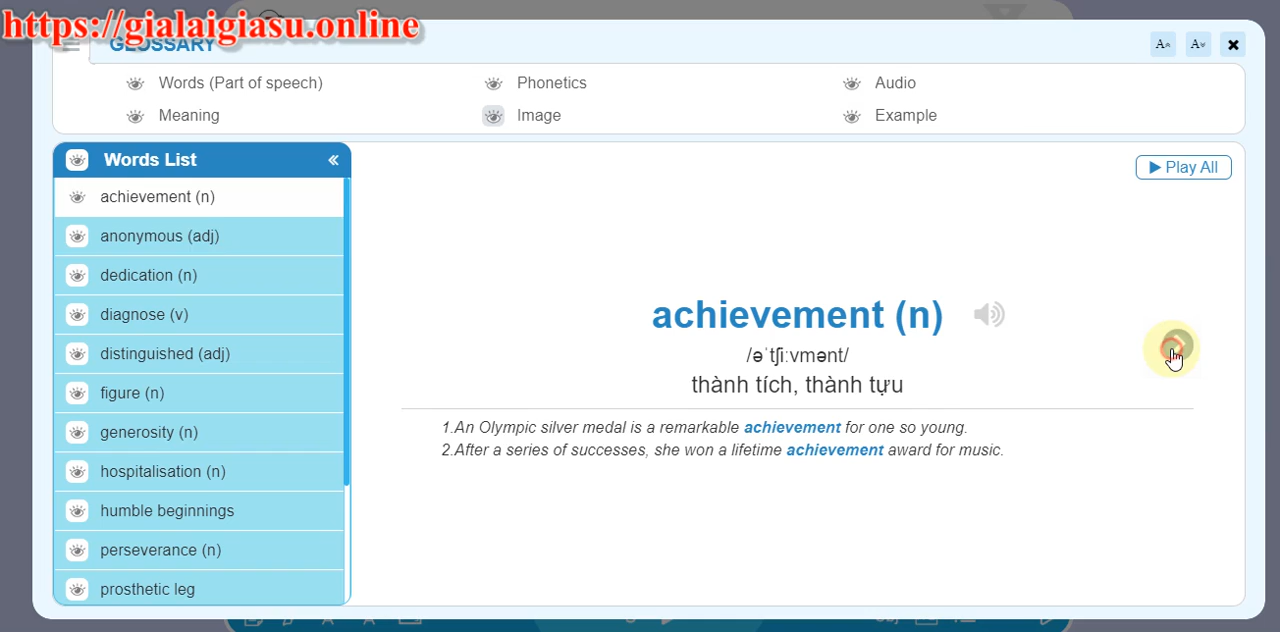 https://gialaigiasu.online
GLOSSARY
A A
Words (Part of speech) Phonetics Audio
Meaning Image Example
Words List
Play All
achievement (n)
anonymous (adj)
dedication (n)
diagnose (v)
distinguished (adj)
figure (n)
generosity (n)
hospitalisation (n)
humble beginnings
perseverance (n)
prosthetic leg
achievement (n)
/əˈtʃiːvmənt/
thành tích, thành tựu
1.An Olympic silver medal is a remarkable achievement for one so young.
2.After a series of successes, she won a lifetime achievement award for music.